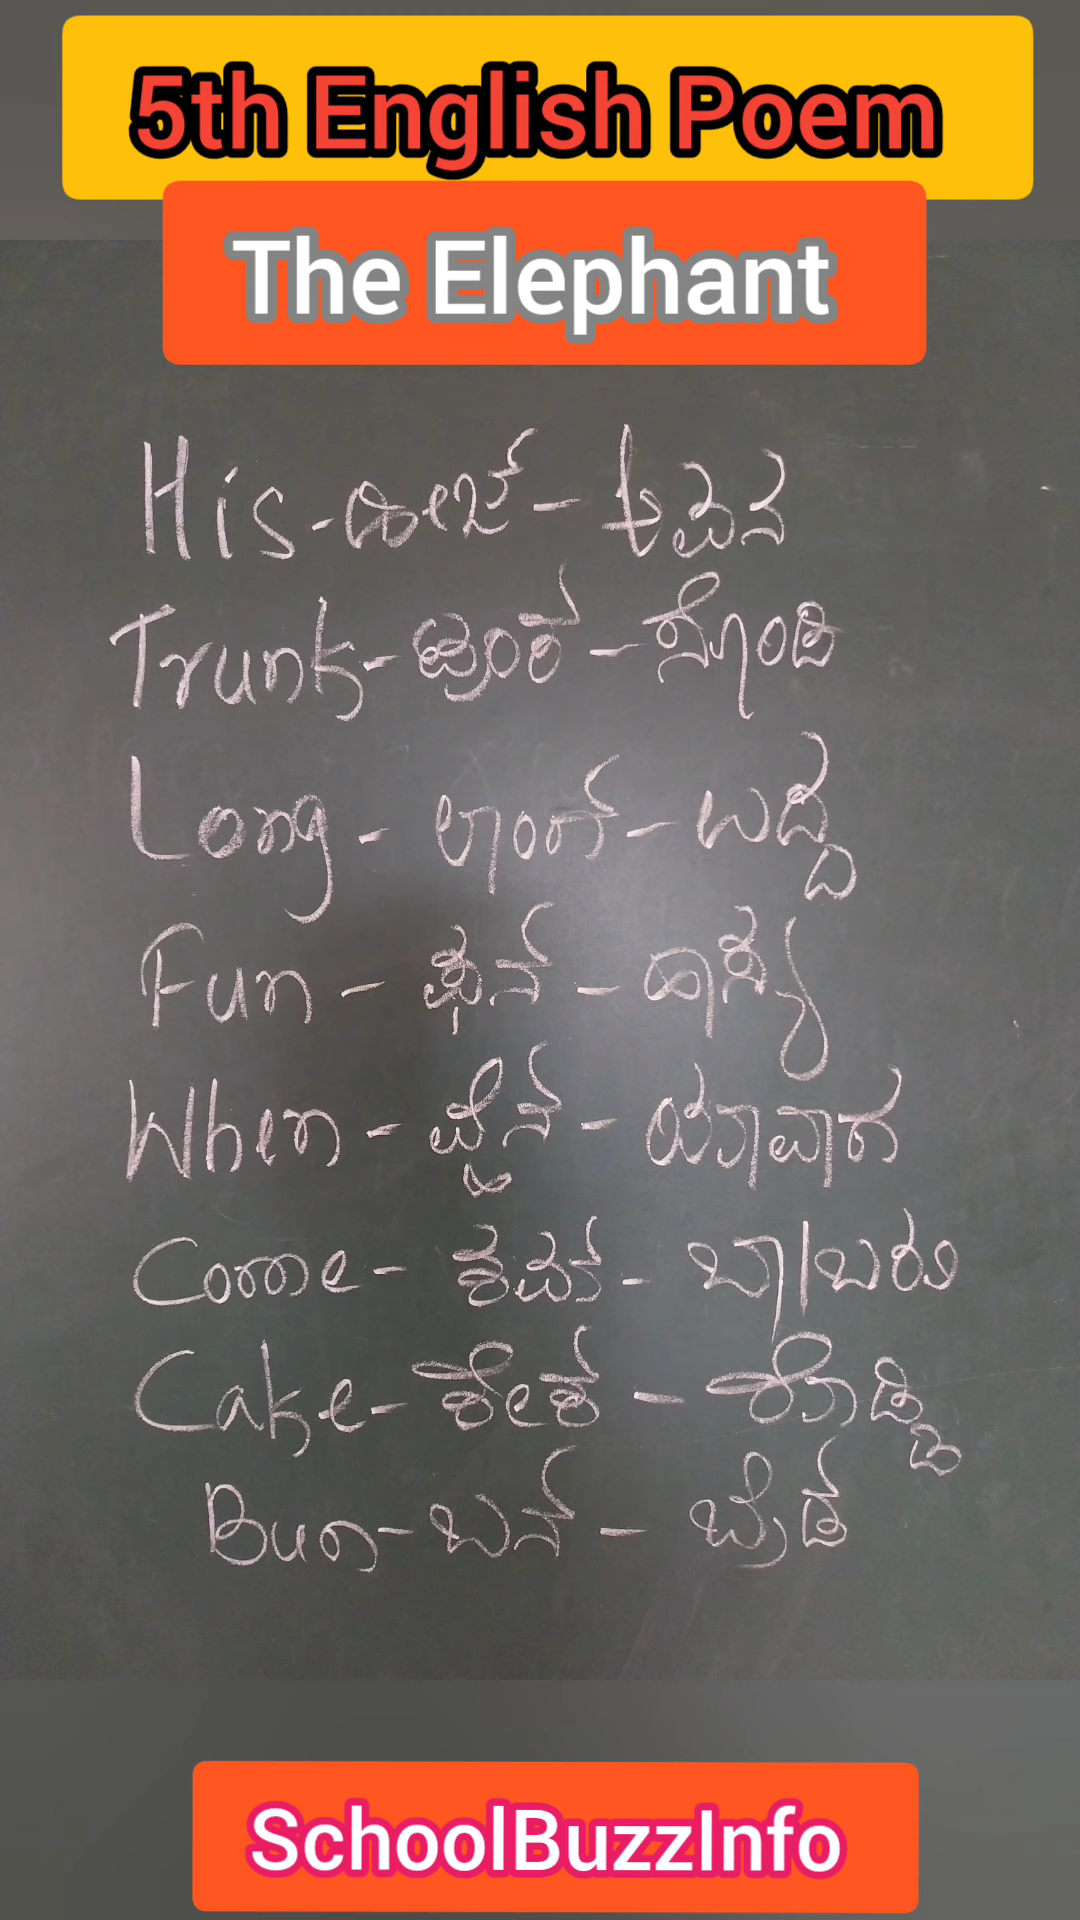 5th English Poem
The Elephant
His - ಹೀಜ್ - ಅವನ
Trunk - ಟ್ರಂಕ್ - ಸೊಂಡಿ
Long - ಲಾಂಗ್ - ಉದ್ದ
Fun - ಫನ್ - ಹಾಸ್ಯ
When - ವ್ಹೆನ್ - ಯಾವಾಗ
Come - ಕಮ್ - ಬಾ/ಬರು
Cake - ಕೇಕ್ - ರೊಡ್ಡಿ
Bun - ಬನ್ - ಬ್ರೆಡ
SchoolBuzzInfo